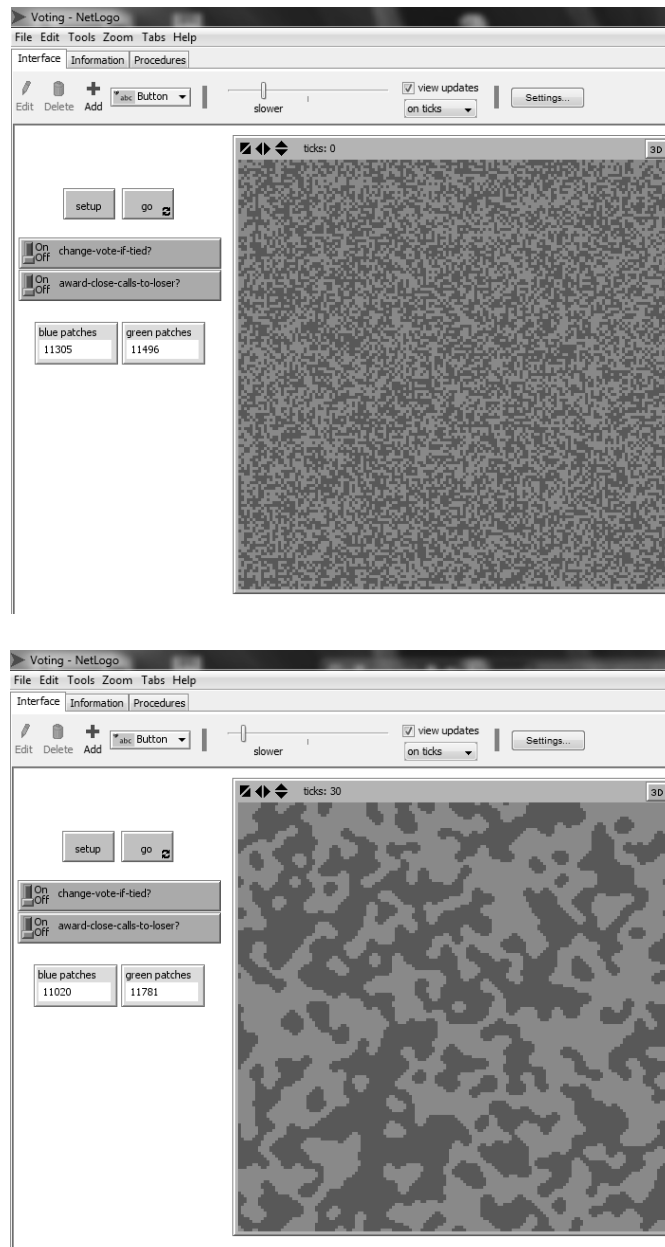 Voting - NetLogo
File Edit Tools Zoom Tabs Help
Interface Information Procedures
Edit Delete Add abc Button slower view updates on ticks Settings...
ticks: 0 3D
setup go
On Off change-vote-if-tied?
On Off award-close-calls-to-loser?
blue patches green patches
11305 11496
Voting - NetLogo
File Edit Tools Zoom Tabs Help
Interface Information Procedures
Edit Delete Add abc Button slower view updates on ticks Settings...
ticks: 30 3D
setup go
On Off change-vote-if-tied?
On Off award-close-calls-to-loser?
blue patches green patches
11020 11781